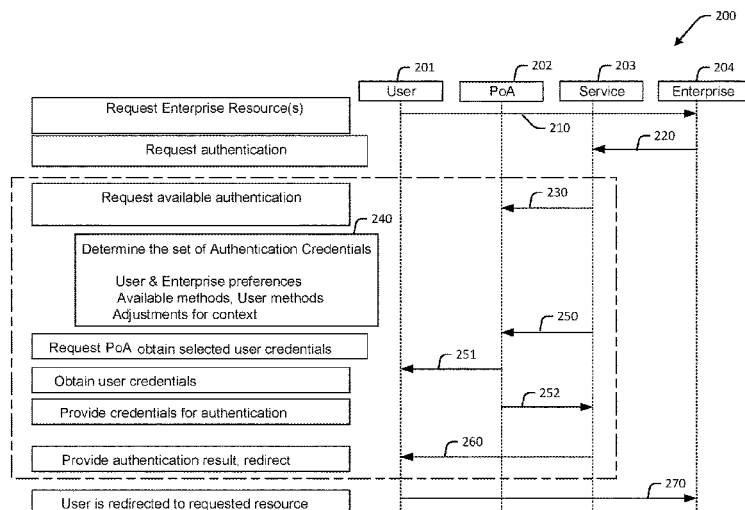 200
201
202
203
204
User
PoA
Service
Enterprise
Request Enterprise Resource(s)
210
220
Request authentication
Request available authentication
230
240
Determine the set of Authentication Credentials
User & Enterprise preferences
Available methods, User methods
Adjustments for context
250
Request PoA obtain selected user credentials
251
Obtain user credentials
252
Provide credentials for authentication
260
Provide authentication result, redirect
270
User is redirected to requested resource